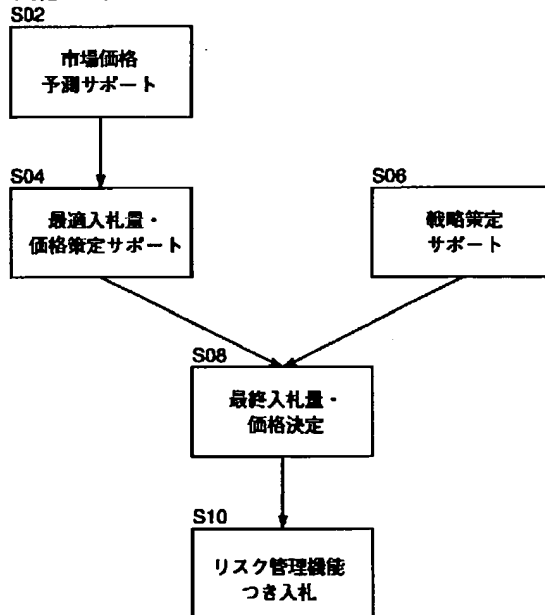 S02
市場価格
予測サポート
S04
最適入札量・
価格策定サポート
S06
戦略策定
サポート
S08
最終入札量・
価格決定
S10
リスク管理機能
つき入札